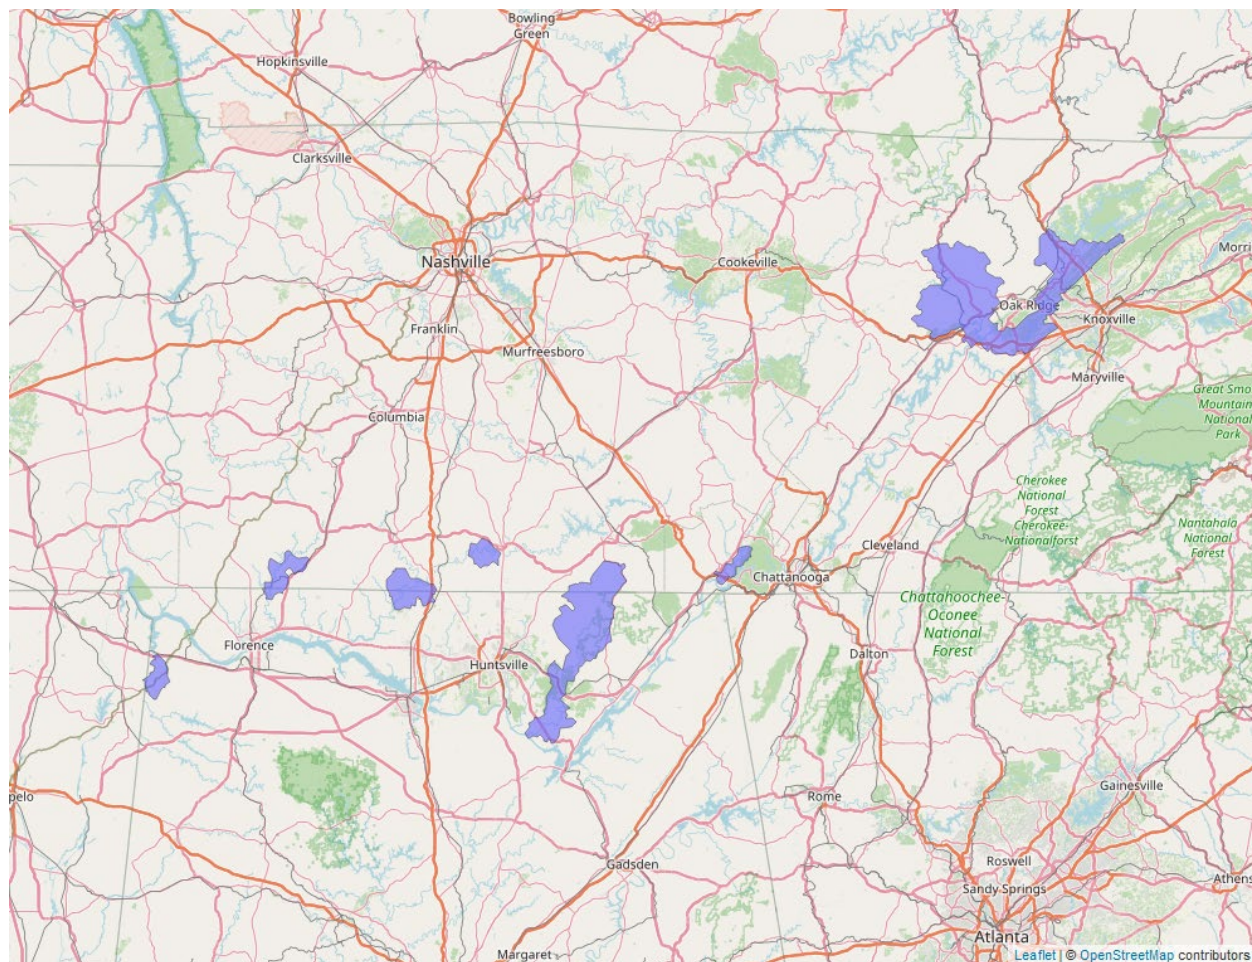 Bowling
Green
Hopkinsville
Clarksville
Nashville
Cookeville
Morri
Oak Ridge
Knoxville
Franklin
Murfreesboro
Maryville
Great Smo
Mountain
National
Park
Columbia
Cherokee
National
Forest
Cherokee-
Nationalforst
Nantahala
National
Forest
Cleveland
Chattanooga
Chattahoochee-
Oconee
National
Forest
Florence
Huntsville
Dalton
pelo
Rome
Gainesville
Gadsden
Roswell
Sandy Springs
Athens
Atlanta
Margaret
Leaflet | © OpenStreetMap contributors